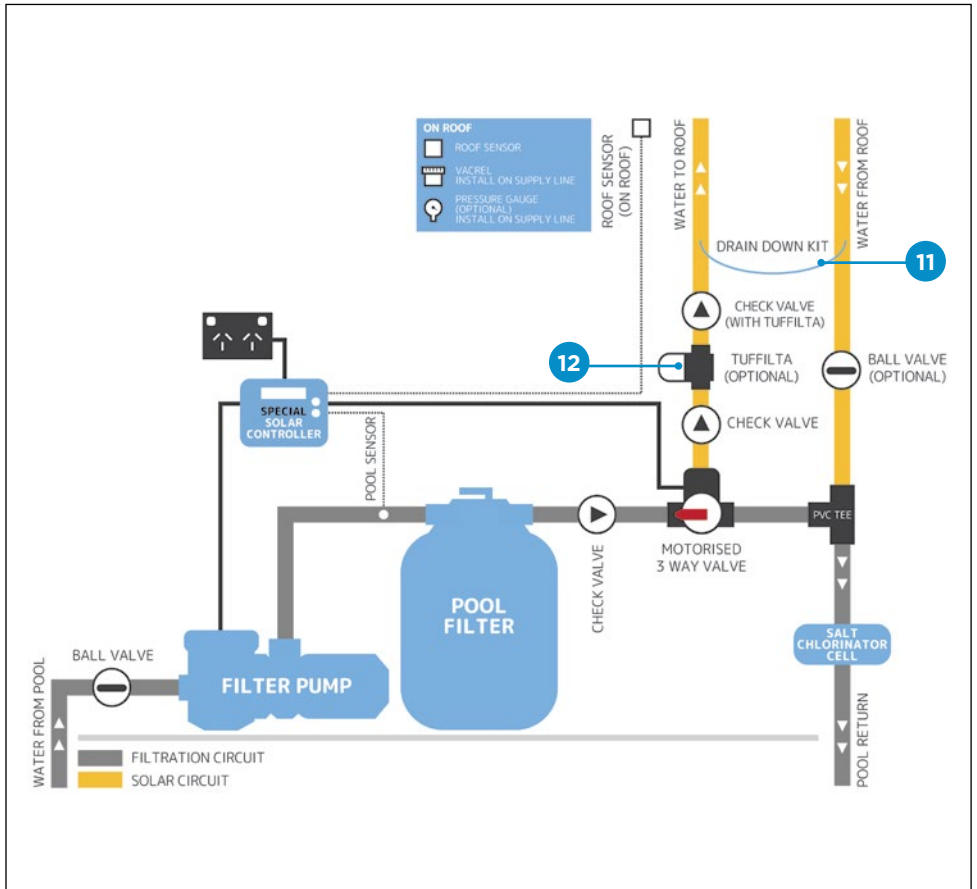 ON ROOF
ROOF SENSOR
VACREL
INSTALL ON SUPPLY LINE
PRESSURE GAUGE
(OPTIONAL)
INSTALL ON SUPPLY LINE
ROOF SENSOR
(ON ROOF)
WATER TO ROOF
WATER FROM ROOF
DRAIN DOWN KIT
11
CHECK VALVE
(WITH TUFFILTA)
12
TUFFILTA
(OPTIONAL)
BALL VALVE
(OPTIONAL)
SPECIAL
SOLAR
CONTROLLER
POOL SENSOR
CHECK VALVE
PVC TEE
MOTORISED
3 WAY VALVE
CHECK VALVE
POOL
FILTER
SALT
CHLORINATOR
CELL
BALL VALVE
FILTER PUMP
WATER FROM POOL
POOL RETURN
FILTRATION CIRCUIT
SOLAR CIRCUIT